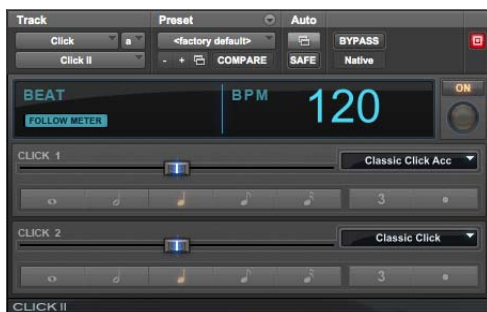 Track Preset Auto
Click a <factory default> BYPASS
Click II - + COMPARE SAFE Native
BEAT BPM 120 ON
FOLLOW METER
CLICK 1
Classic Click Acc
3
CLICK 2
Classic Click
3
CLICK II